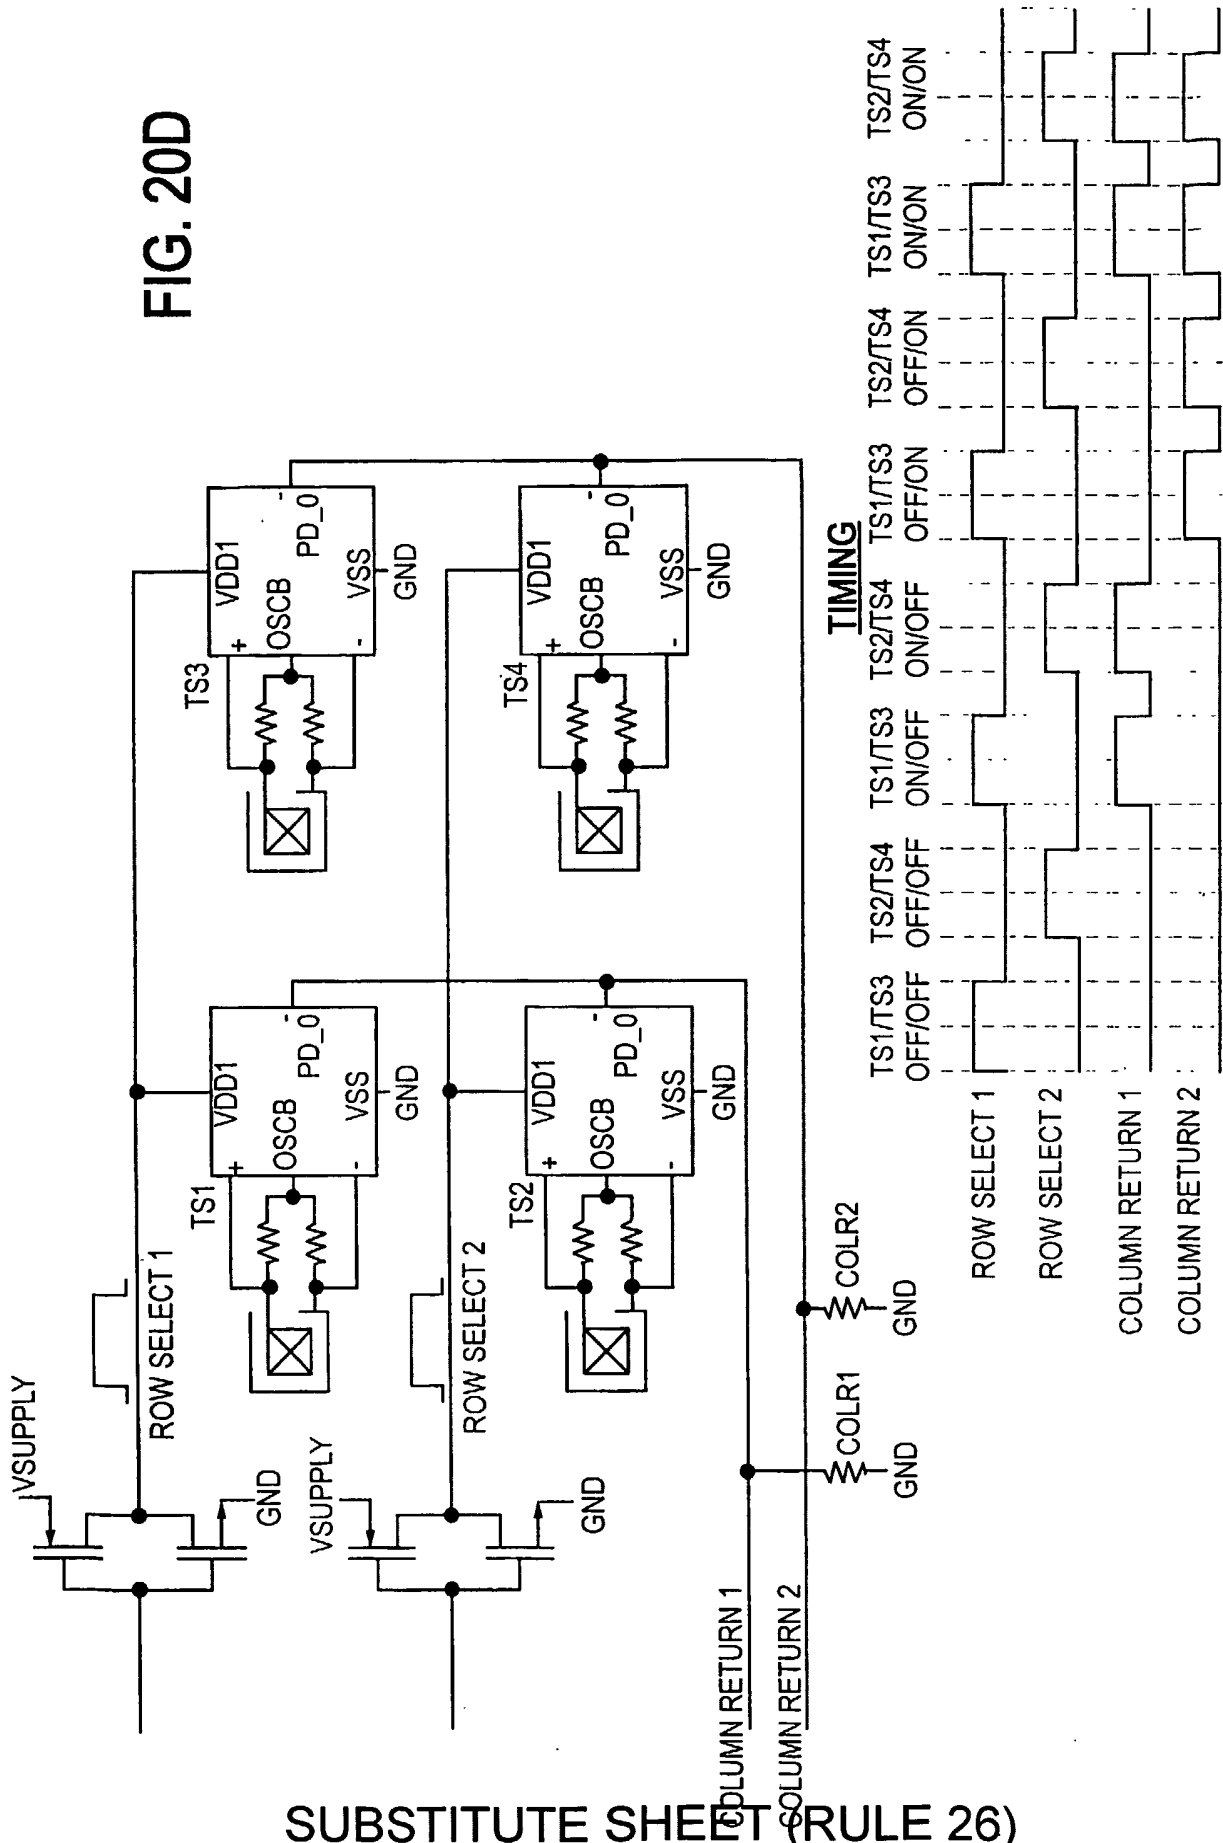 FIG. 20D
VSUPPLY
GND
ROW SELECT 1
TS1
+
VDD1
-
OSCB
PD_0
-
VSS
GND
TS3
+
VDD1
-
OSCB
PD_0
-
VSS
GND
VSUPPLY
GND
ROW SELECT 2
TS2
+
VDD1
-
OSCB
PD_0
-
VSS
GND
TS4
+
VDD1
-
OSCB
PD_0
-
VSS
GND
COLUMN RETURN 1
COLUMN RETURN 2
COLR1
GND
COLR2
GND
TIMING
TS1/TS3 TS2/TS4 TS1/TS3 TS2/TS4 TS1/TS3 TS2/TS4 TS1/TS3 TS2/TS4
OFF/OFF OFF/OFF ON/OFF ON/OFF OFF/ON OFF/ON ON/ON ON/ON
ROW SELECT 1
ROW SELECT 2
COLUMN RETURN 1
COLUMN RETURN 2
SUBSTITUTE SHEET (RULE 26)